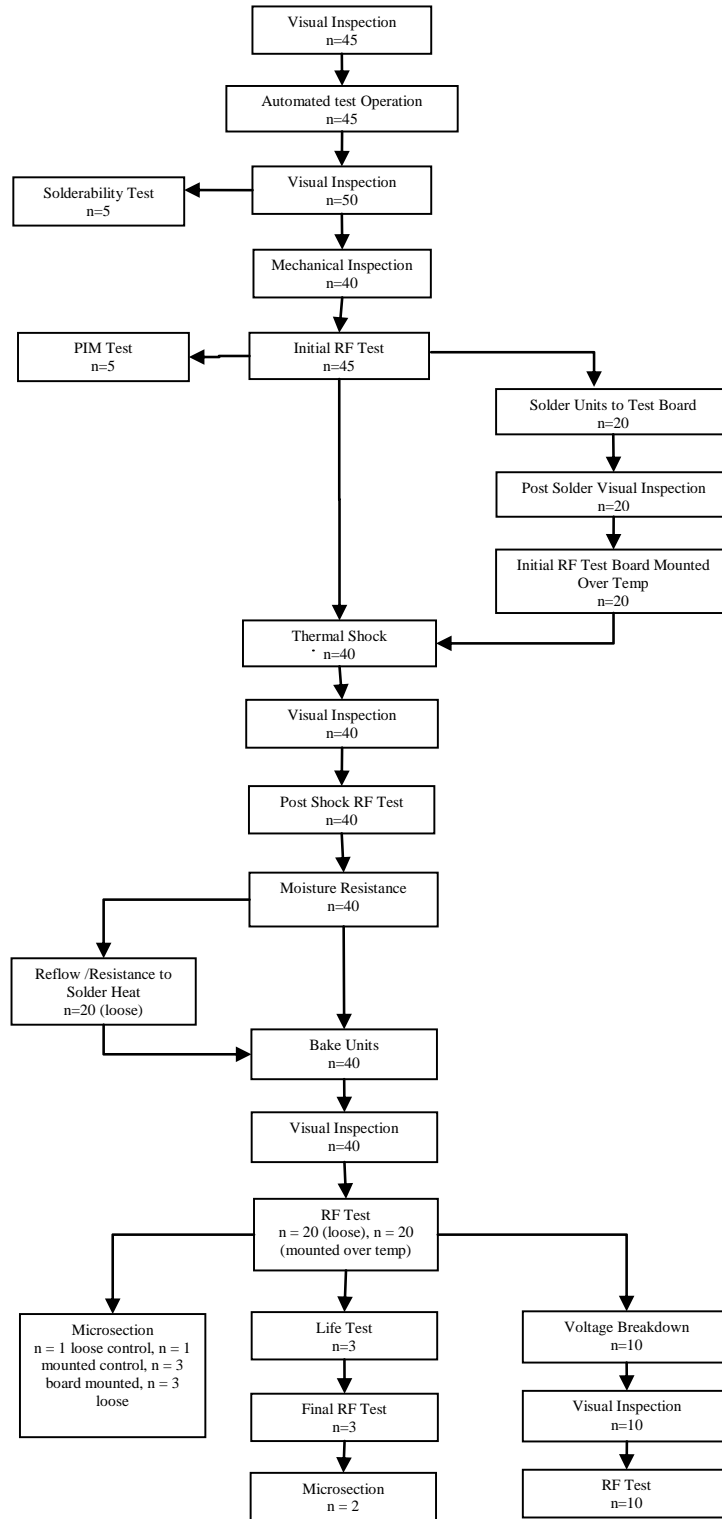 Visual Inspection
n=45
Automated test Operation
n=45
Solderability Test
n=5
Visual Inspection
n=50
Mechanical Inspection
n=40
PIM Test
n=5
Initial RF Test
n=45
Solder Units to Test Board
n=20
Post Solder Visual Inspection
n=20
Initial RF Test Board Mounted
Over Temp
n=20
Thermal Shock
n=40
Visual Inspection
n=40
Post Shock RF Test
n=40
Moisture Resistance
n=40
Reflow /Resistance to
Solder Heat
n=20 (loose)
Bake Units
n=40
Visual Inspection
n=40
RF Test
n = 20 (loose), n = 20
(mounted over temp)
Microsection
n = 1 loose control, n = 1
mounted control, n = 3
board mounted, n = 3
loose
Life Test
n=3
Final RF Test
n=3
Microsection
n = 2
Voltage Breakdown
n=10
Visual Inspection
n=10
RF Test
n=10